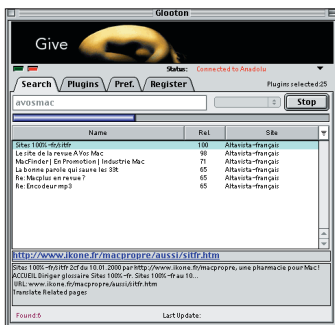 Glooton
Give
Status: Connected to Anadolu
Search Plugins Pref. Register Plugins selected:25
avosmac Stop
Name Rel. Site
Sites 100%-fr/sitfr 100 Altavista-français
Le site de la revue A Vos Mac 98 Altavista-français
MacFinder | En Promotion | Industrie Mac 71 Altavista-français
La bonne parole qui sauve les 33t 65 Altavista-français
Re: Macplus en revue ? 65 Altavista-français
Re: Encodeur mp3 65 Altavista-français
http://www.ikone.fr/macpropre/aussi/sitfr.htm
Sites 100%-fr/sitfr 2cf du 10.01.2000 par http://www.ikone.fr/macpropre, une pharmacie pour Mac!
ACCUEIL Diriger glossaire Sites 100%-fr. Sites 100%-fr au 10...
URL: www.ikone.fr/macpropre/aussi/sitfr.htm
Translate Related pages
Found:6 Last Update: